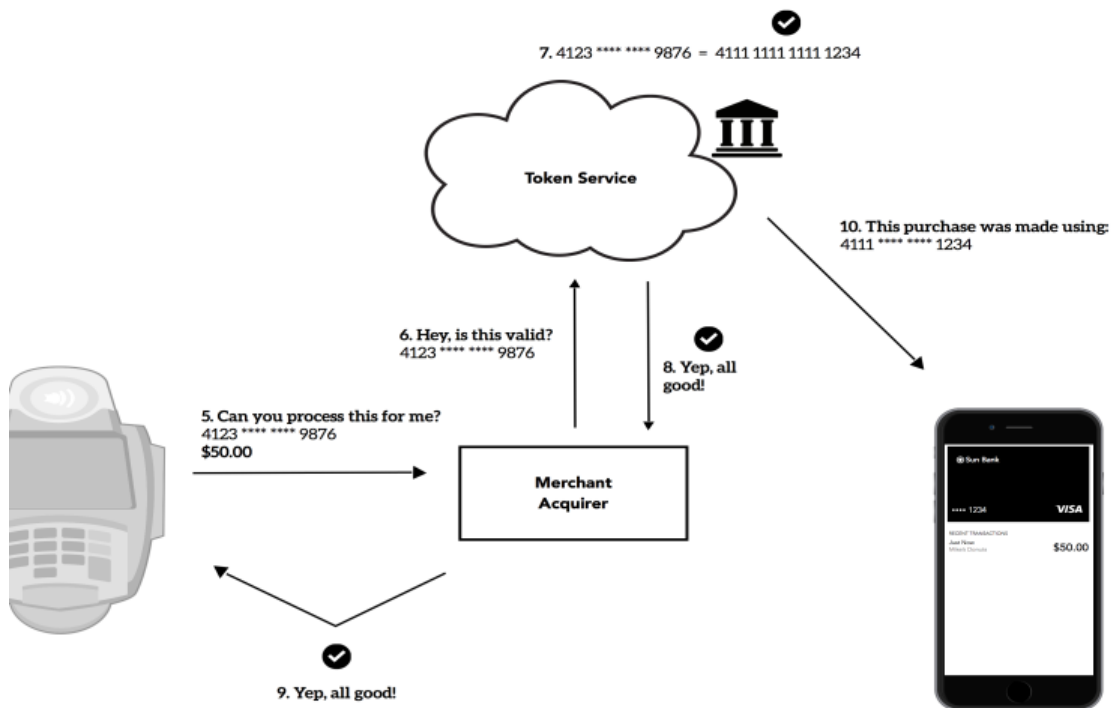 7. 4123 **** **** 9876 = 4111 1111 1111 1234
Token Service
10. This purchase was made using:
4111 **** **** 1234
6. Hey, is this valid?
4123 **** **** 9876
8. Yep, all
good!
5. Can you process this for me?
4123 **** **** 9876
$50.00
Merchant
Acquirer
9. Yep, all good!
Sun Bank
•••• 1234 VISA
RECENT TRANSACTIONS
Just Now
Donuts $50.00